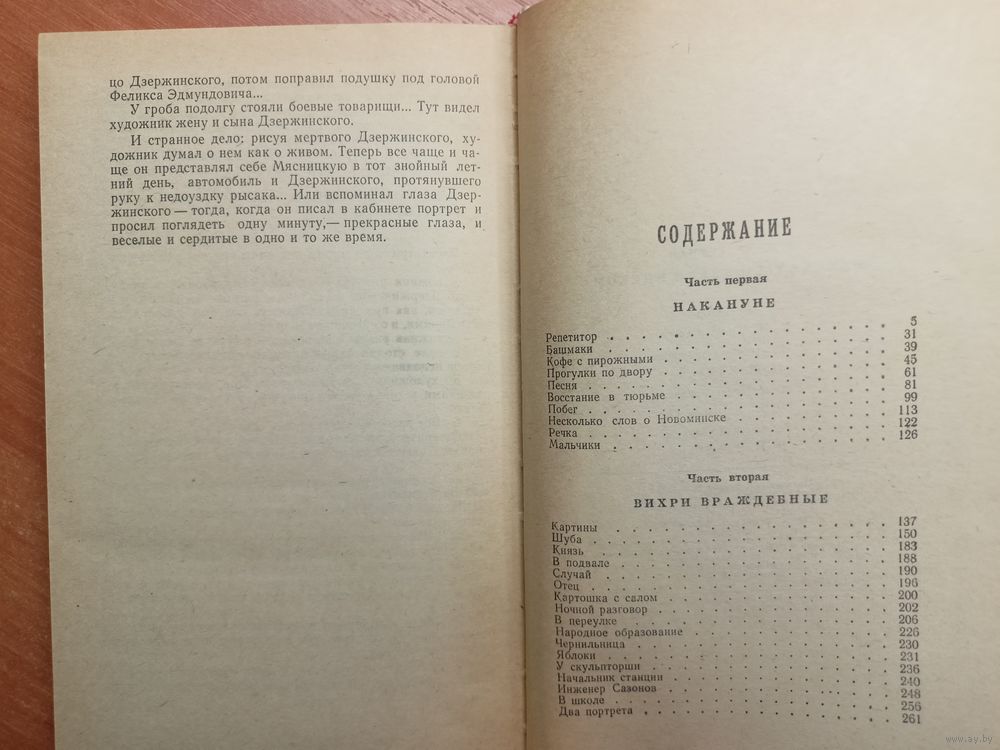 цо Дзержинского, потом поправил подушку под головой
Феликса Эдмундовича...
У гроба подолгу стояли боевые товарищи... Тут видел
художник жену и сына Дзержинского.
И странное дело: рисуя мертвого Дзержинского, ху-
дожник думал о нем как о живом. Теперь все чаще и ча-
ще он представлял себе Мясницкую в тот знойный лет-
ний день, автомобиль и Дзержинского, протянувшего
руку к недоуздку рысака... Или вспоминал глаза Дзер-
жинского — тогда, когда он писал в кабинете портрет и
просил поглядеть одну минуту,— прекрасные глаза, и
веселые и сердитые в одно и то же время.
СОДЕРЖАНИЕ
Часть первая
НАКАНУНЕ
Репетитор . . . . . . . . . . 5
Башмаки . . . . . . . . . . 31
Кофе с пирожными . . . . . . . . . . 39
Прогулки по двору . . . . . . . . . . 45
Песня . . . . . . . . . . 61
Восстание в тюрьме . . . . . . . . . . 81
Побег . . . . . . . . . . 99
Несколько слов о Новоминске . . . . . . . . . . 113
Речка . . . . . . . . . . 122
Мальчики . . . . . . . . . . 126
Часть вторая
ВИХРИ ВРАЖДЕБНЫЕ
Картины . . . . . . . . . . 137
Шуба . . . . . . . . . . 150
Князь . . . . . . . . . . 183
В подвале . . . . . . . . . . 188
Случай . . . . . . . . . . 190
Отец . . . . . . . . . . 196
Картошка с салом . . . . . . . . . . 200
Ночной разговор . . . . . . . . . . 202
В переулке . . . . . . . . . . 206
Народное образование . . . . . . . . . . 226
Чернильница . . . . . . . . . . 230
Яблоки . . . . . . . . . . 231
У скульпторши . . . . . . . . . . 236
Начальник станции . . . . . . . . . . 240
Инженер Сазонов . . . . . . . . . . 248
В школе . . . . . . . . . . 256
Два портрета . . . . . . . . . . 261
www.ay.by